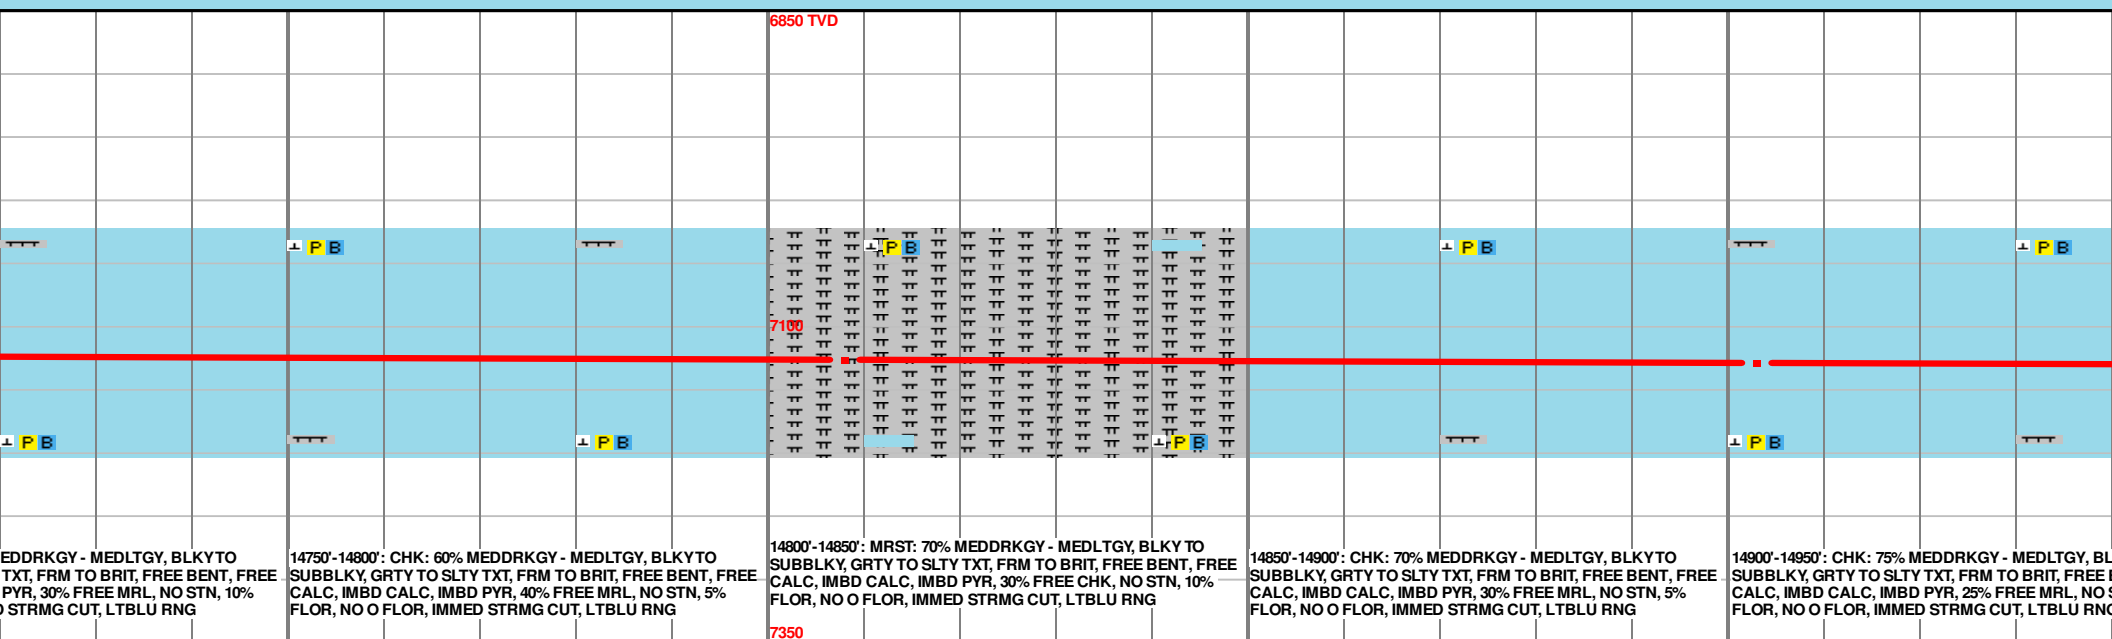 6850 TVD
P B
P B
P B
P B
7100
P B
P B
P B
P B
P B
EDDRKGY - MEDLTGY, BLKY TO
TXT, FRM TO BRIT, FREE BENT, FREE
PYR, 30% FREE MRL, NO STN, 10%
STRMG CUT, LTBLU RNG
14750'-14800': CHK: 60% MEDDRKGY - MEDLTGY, BLKY TO
SUBBLKY, GRTY TO SLTY TXT, FRM TO BRIT, FREE BENT, FREE
CALC, IMBD CALC, IMBD PYR, 40% FREE MRL, NO STN, 5%
FLOR, NO O FLOR, IMMED STRMG CUT, LTBLU RNG
14800'-14850': MRST: 70% MEDDRKGY - MEDLTGY, BLKY TO
SUBBLKY, GRTY TO SLTY TXT, FRM TO BRIT, FREE BENT, FREE
CALC, IMBD CALC, IMBD PYR, 30% FREE CHK, NO STN, 10%
FLOR, NO O FLOR, IMMED STRMG CUT, LTBLU RNG
14850'-14900': CHK: 70% MEDDRKGY - MEDLTGY, BLKY TO
SUBBLKY, GRTY TO SLTY TXT, FRM TO BRIT, FREE BENT, FREE
CALC, IMBD CALC, IMBD PYR, 30% FREE MRL, NO STN, 5%
FLOR, NO O FLOR, IMMED STRMG CUT, LTBLU RNG
14900'-14950': CHK: 75% MEDDRKGY - MEDLTGY, BL
SUBBLKY, GRTY TO SLTY TXT, FRM TO BRIT, FREE
CALC, IMBD CALC, IMBD PYR, 25% FREE MRL, NO
FLOR, NO O FLOR, IMMED STRMG CUT, LTBLU RNG
7350